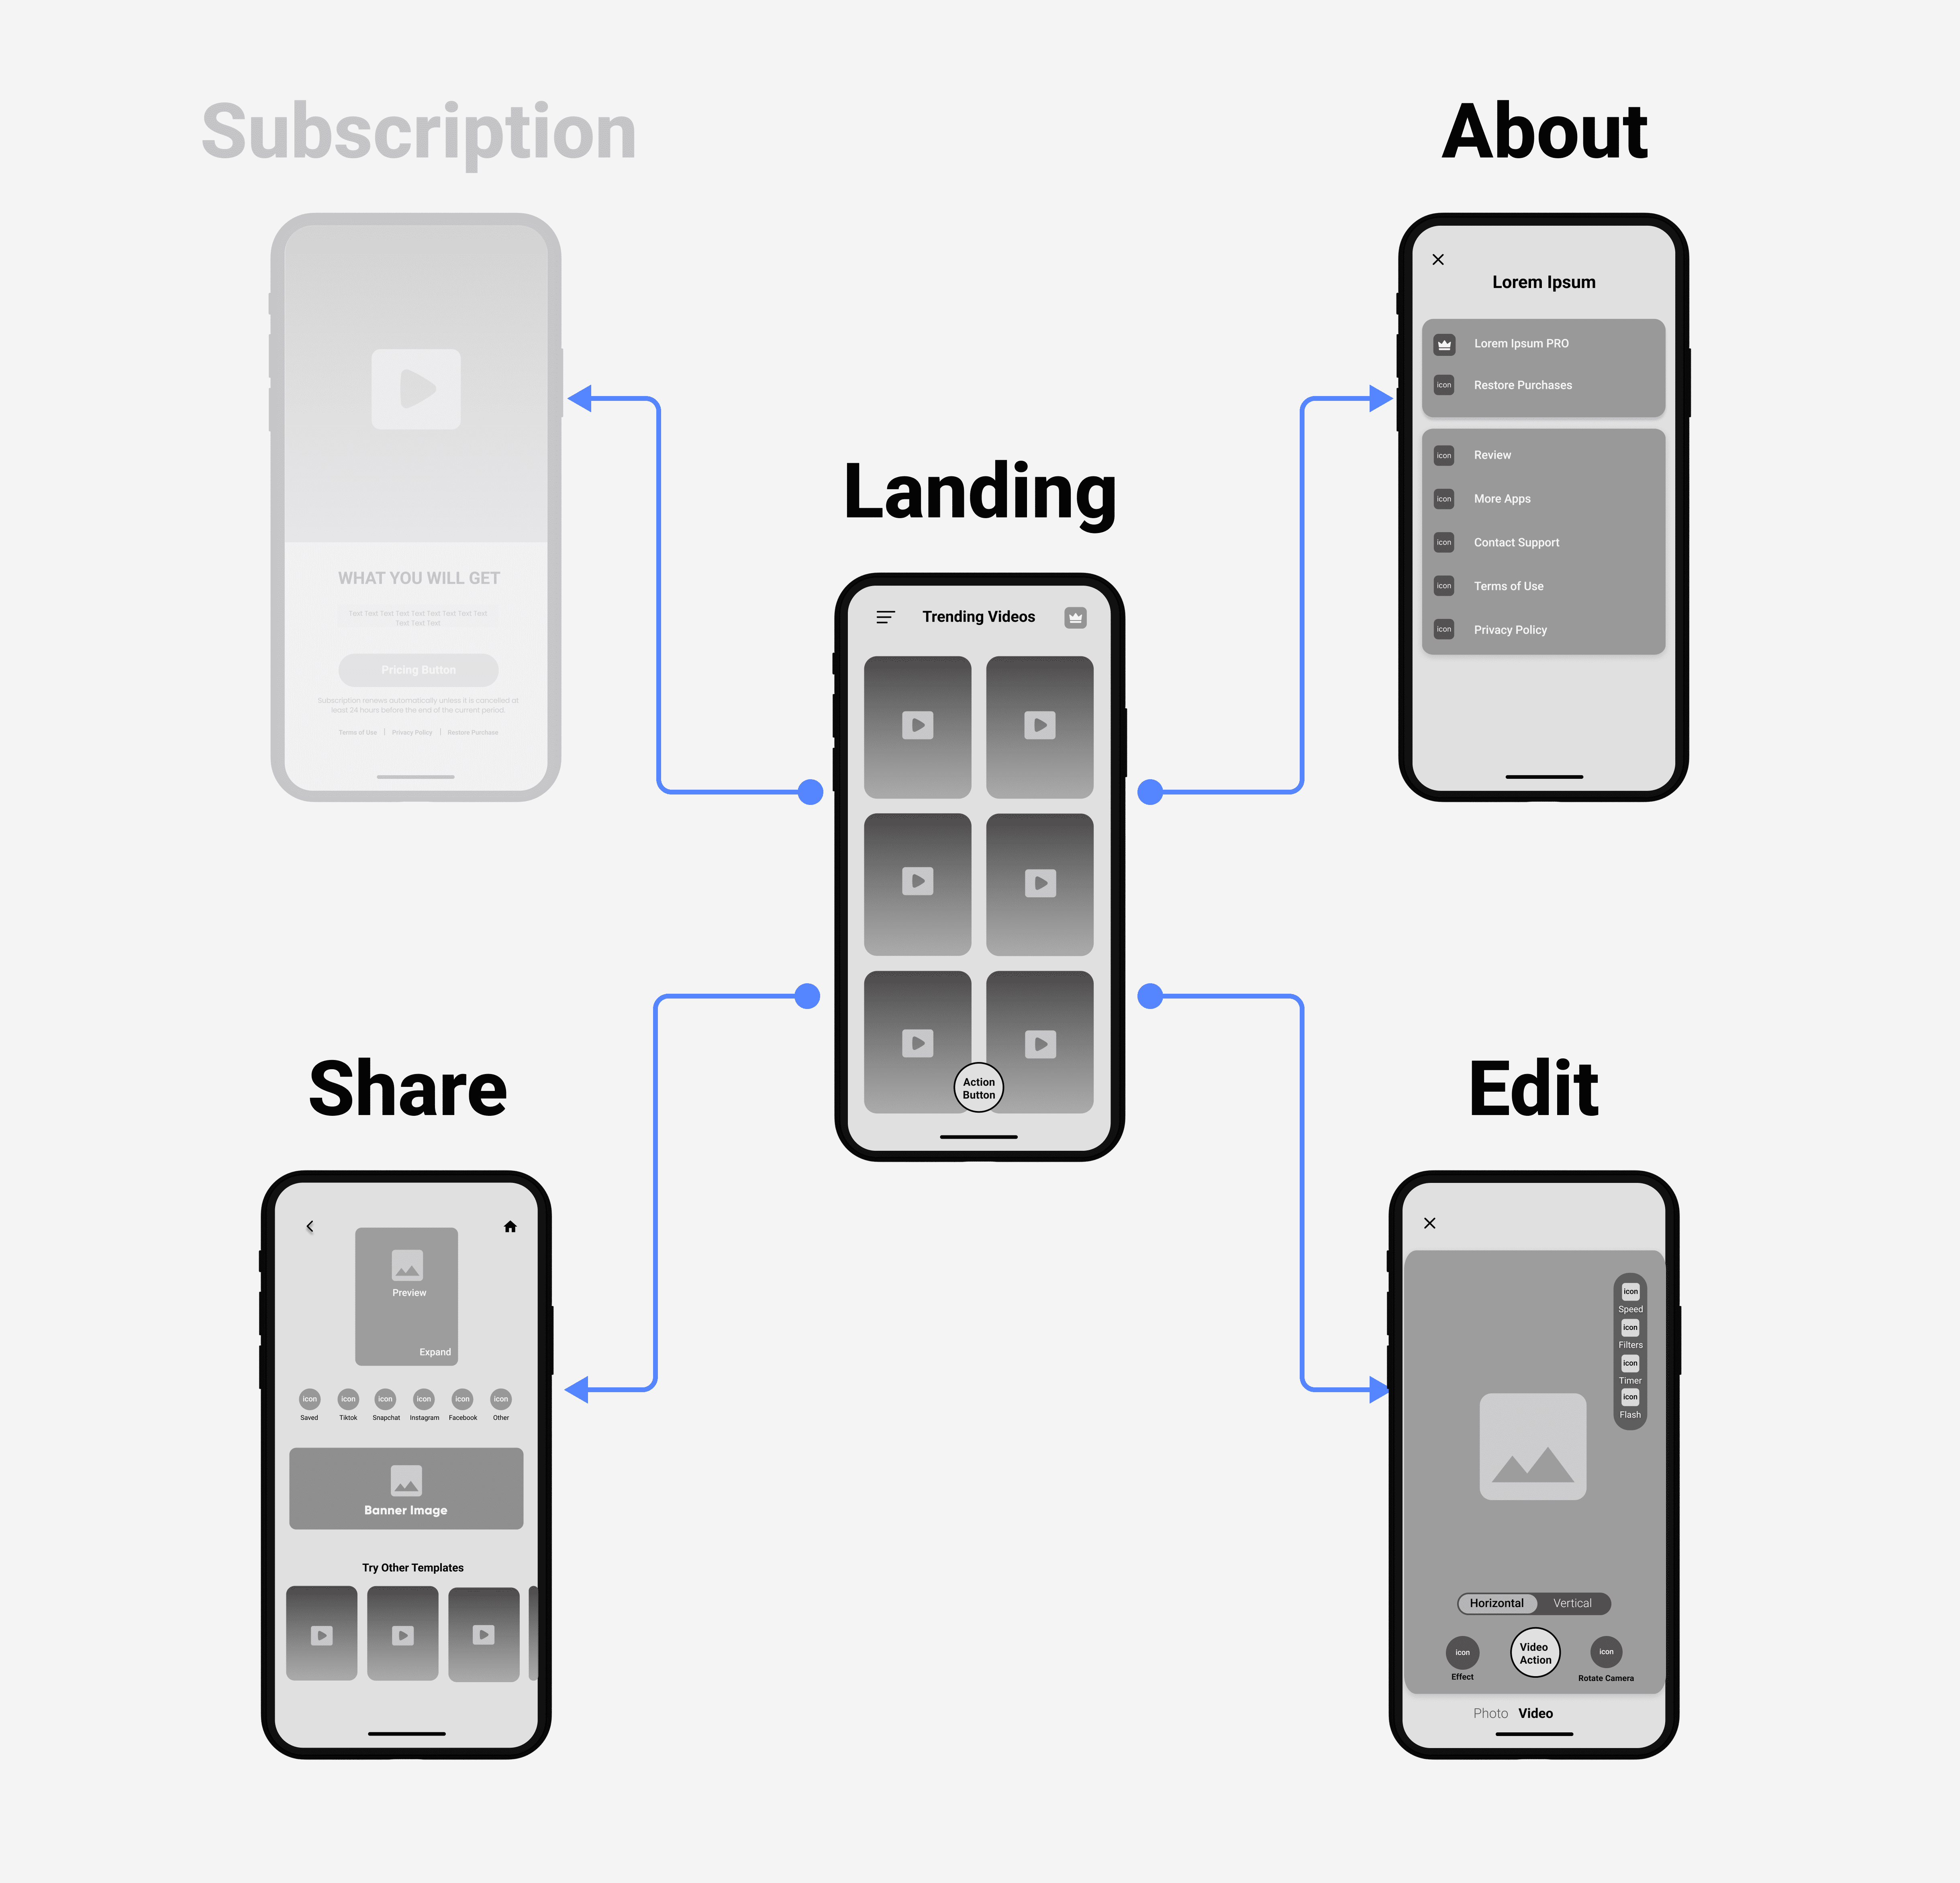 Subscription
WHAT YOU WILL GET
Text Text Text Text Text Text Text Text Text
Text Text Text
Pricing Button
Subscription renews automatically unless it is cancelled at
least 24 hours before the end of the current period.
Terms of Use | Privacy Policy | Restore Purchase
About
Lorem Ipsum
Lorem Ipsum PRO
icon Restore Purchases
icon Review
icon More Apps
icon Contact Support
icon Terms of Use
icon Privacy Policy
Landing
Trending Videos
Action
Button
Share
Preview
Expand
icon icon icon icon icon icon
Saved Tiktok Snapchat Instagram Facebook Other
Banner Image
Try Other Templates
Edit
icon
Speed
icon
Filters
icon
Timer
icon
Flash
Horizontal Vertical
icon
Effect
Video
Action
icon
Rotate Camera
Photo Video